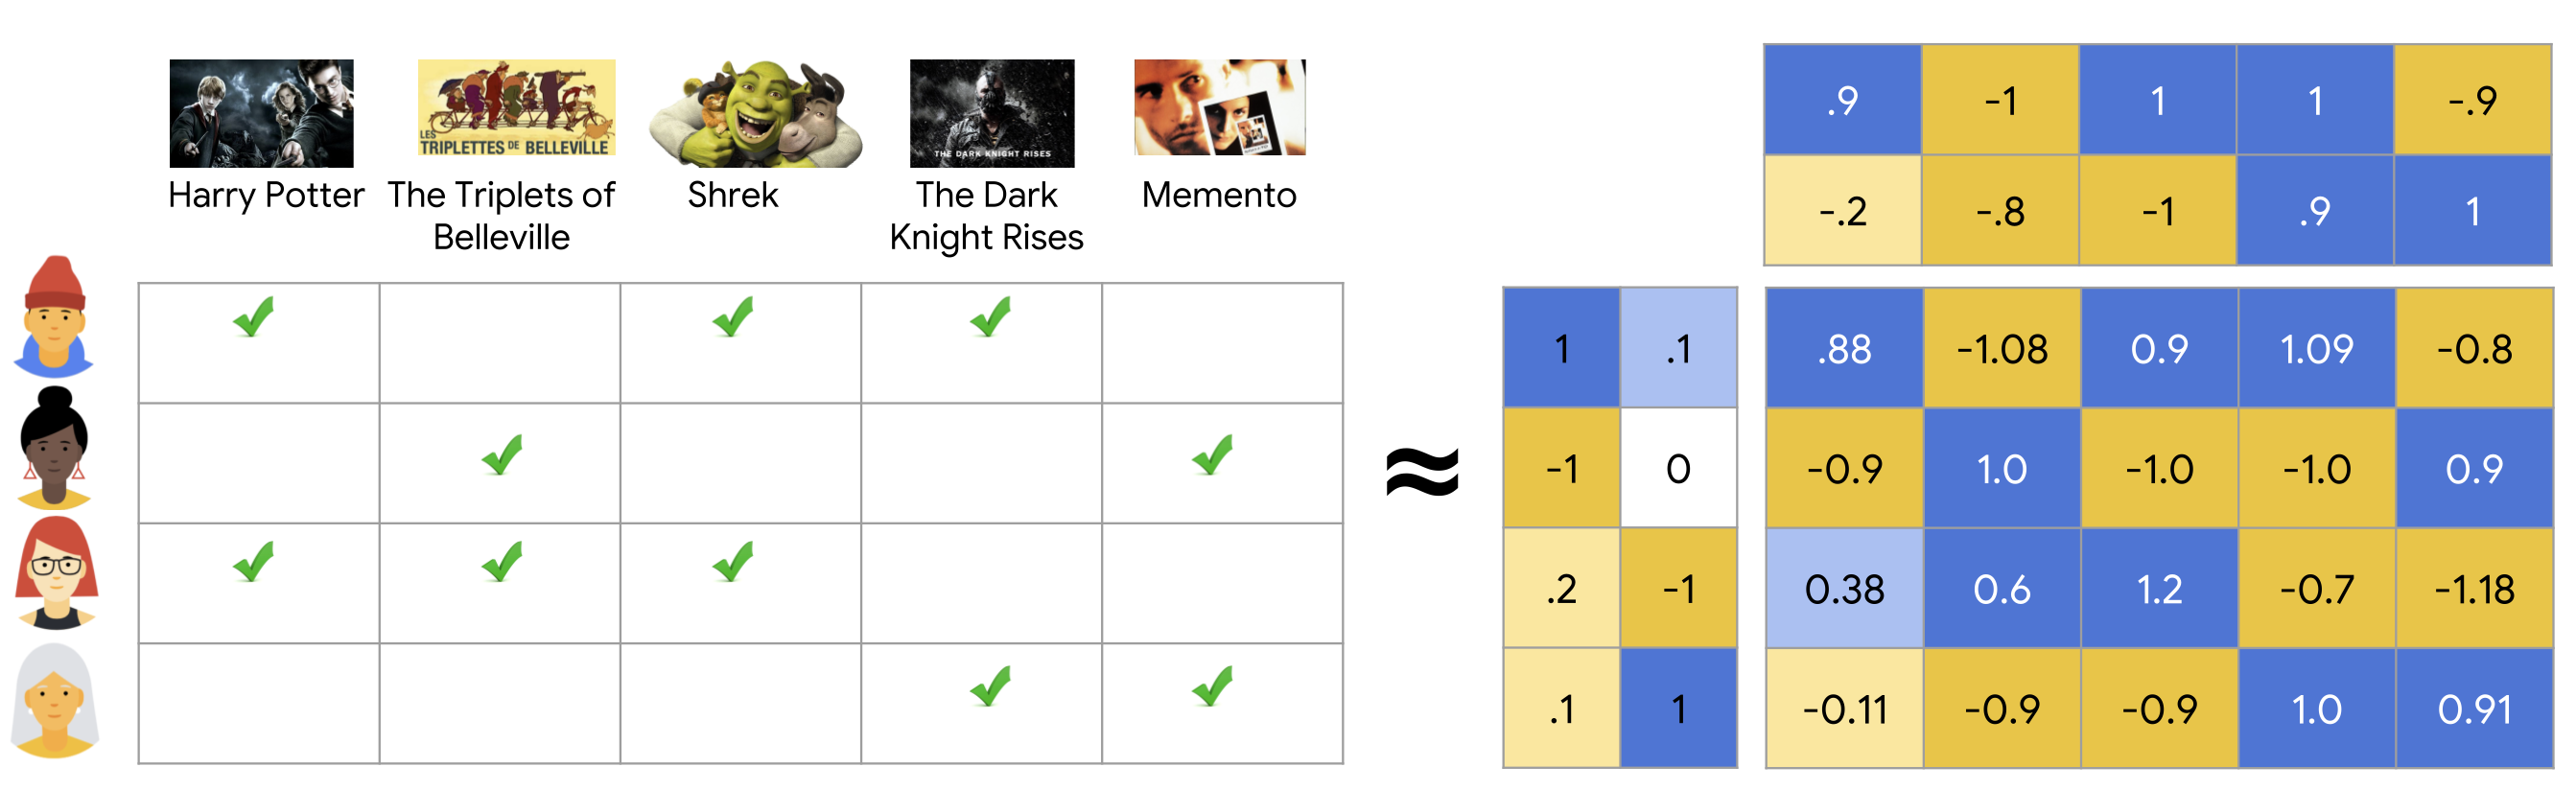 .9 -1 1 1 -.9
-.2 -.8 -1 .9 1
LES
TRIPLETTES DE BELLEVILLE
THE DARK KNIGHT RISES
Harry Potter
The Triplets of
Belleville
Shrek
The Dark
Knight Rises
Memento
≈
1 .1
-1 0
.2 -1
.1 1
.88 -1.08 0.9 1.09 -0.8
-0.9 1.0 -1.0 -1.0 0.9
0.38 0.6 1.2 -0.7 -1.18
-0.11 -0.9 -0.9 1.0 0.91